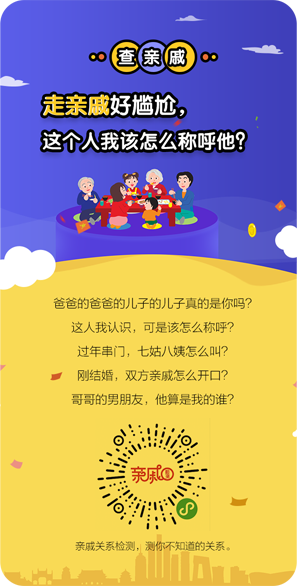 查亲戚
走亲戚好尴尬，
这个人我该怎么称呼他？
爸爸的爸爸的儿子的儿子真的是你吗？
这人我认识，可是该怎么称呼？
过年串门，七姑八姨怎么叫？
刚结婚，双方亲戚怎么开口？
哥哥的男朋友，他算是我的谁？
亲戚
亲戚关系检测，测你不知道的关系。